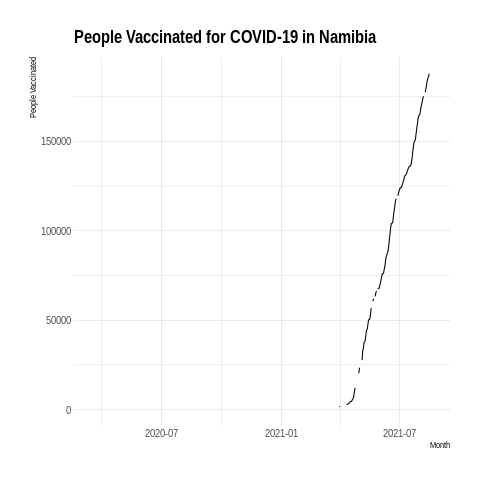 People Vaccinated for COVID-19 in Namibia
People Vaccinated
150000
100000
50000
0
2020-07 2021-01 2021-07
Month